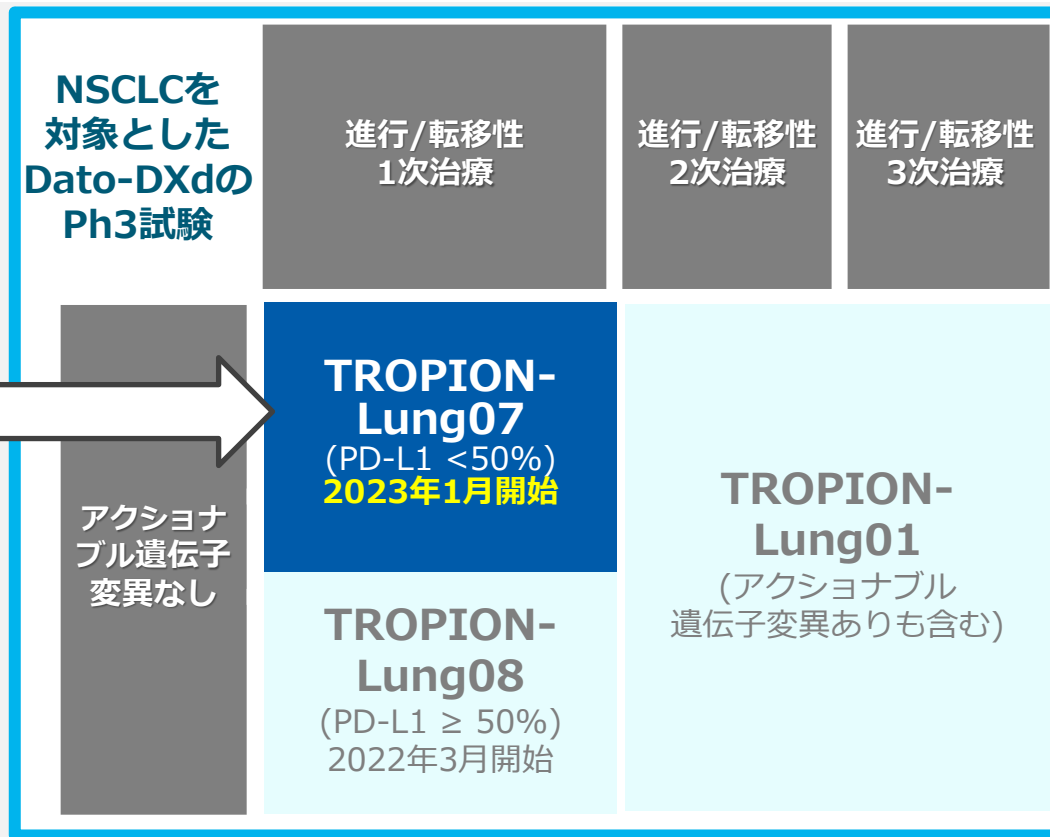 NSCLCを
対象とした
Dato-DXdの
Ph3試験
進行/転移性
1次治療
進行/転移性
2次治療
進行/転移性
3次治療
アクショナ
ブル遺伝子
変異なし
TROPION-
Lung07
(PD-L1 <50%)
2023年1月開始
TROPION-
Lung08
(PD-L1 ≥ 50%)
2022年3月開始
TROPION-
Lung01
(アクショナブル
遺伝子変異ありも含む)